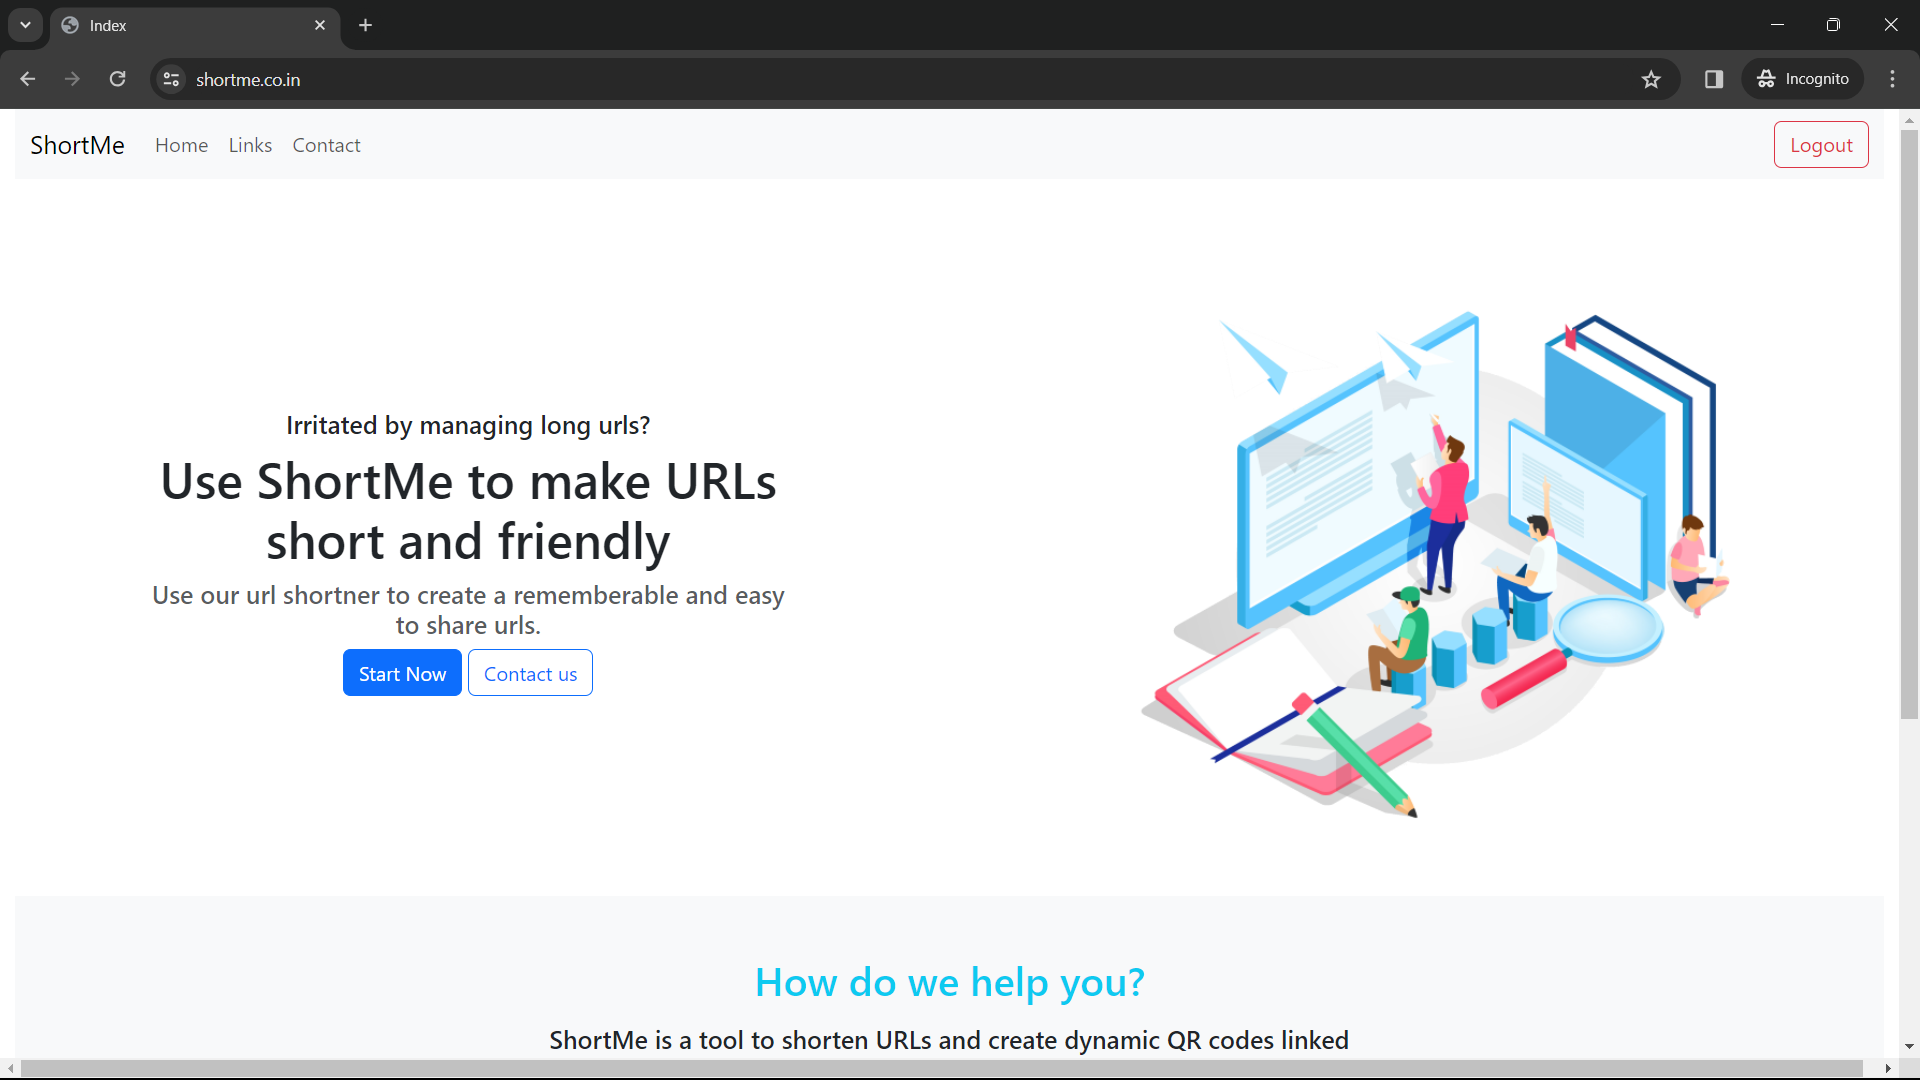 Index
shortme.co.in
Incognito
ShortMe Home Links Contact Logout
Irritated by managing long urls?
Use ShortMe to make URLs
short and friendly
Use our url shortner to create a rememberable and easy
to share urls.
Start Now Contact us
How do we help you?
ShortMe is a tool to shorten URLs and create dynamic QR codes linked